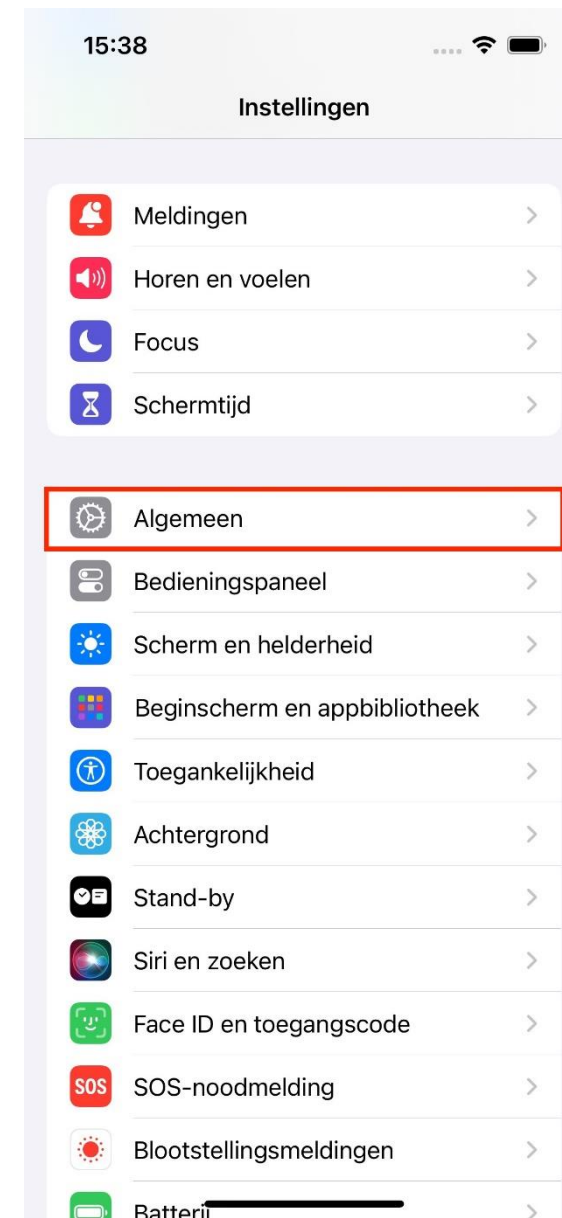 15:38
Instellingen
Meldingen
Horen en voelen
Focus
Schermtijd
Algemeen
Bedieningspaneel
Scherm en helderheid
Beginscherm en appbibliotheek
Toegankelijkheid
Achtergrond
Stand-by
Siri en zoeken
Face ID en toegangscode
SOS SOS-noodmelding
Blootstellingsmeldingen
Batterij